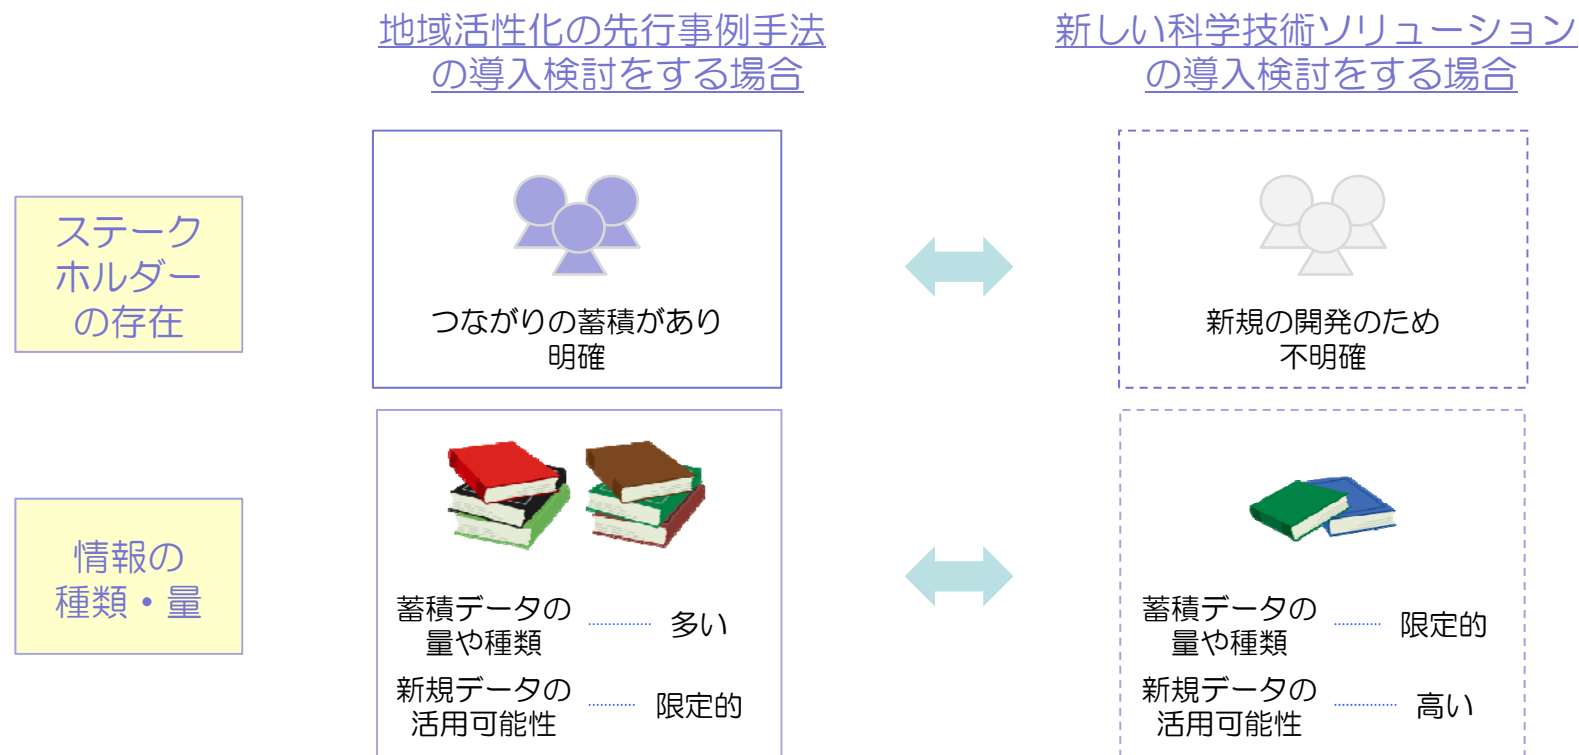 地域活性化の先行事例手法
の導入検討をする場合
新しい科学技術ソリューション
の導入検討をする場合
ステーク
ホルダー
の存在
つながりの蓄積があり
明確
新規の開発のため
不明確
情報の
種類・量
蓄積データの
量や種類
多い
新規データの
活用可能性
限定的
蓄積データの
量や種類
限定的
新規データの
活用可能性
高い